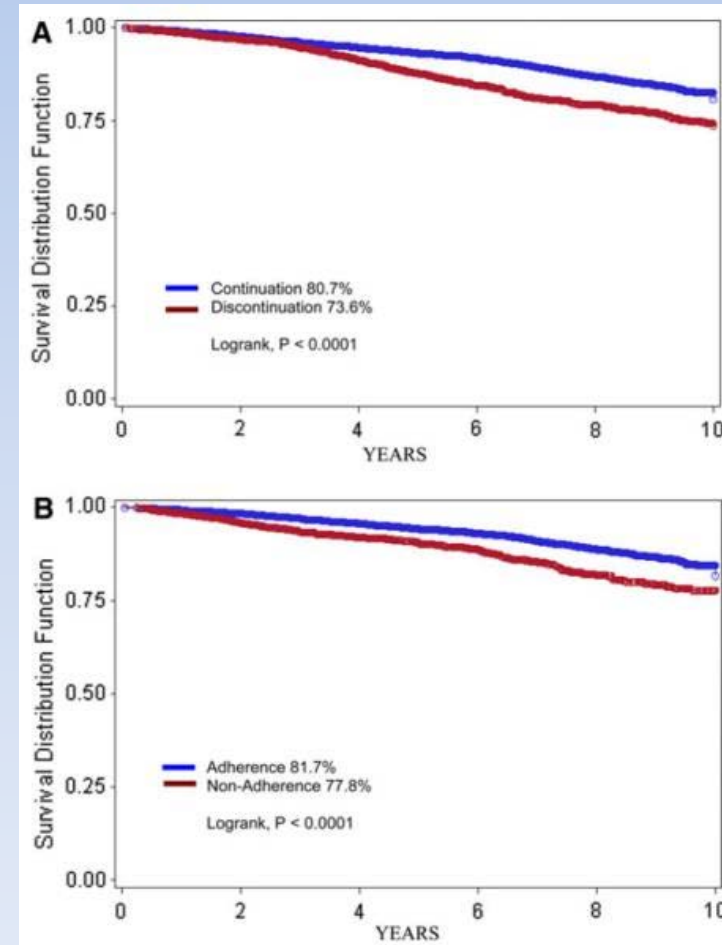 A
Survival Distribution Function
1.00
0.75
0.50
0.25
0.00
Continuation 80.7%
Discontinuation 73.6%
Logrank, P < 0.0001
0 2 4 6 8 10
YEARS
B
Survival Distribution Function
1.00
0.75
0.50
0.25
0.00
Adherence 81.7%
Non-Adherence 77.8%
Logrank, P < 0.0001
0 2 4 6 8 10
YEARS